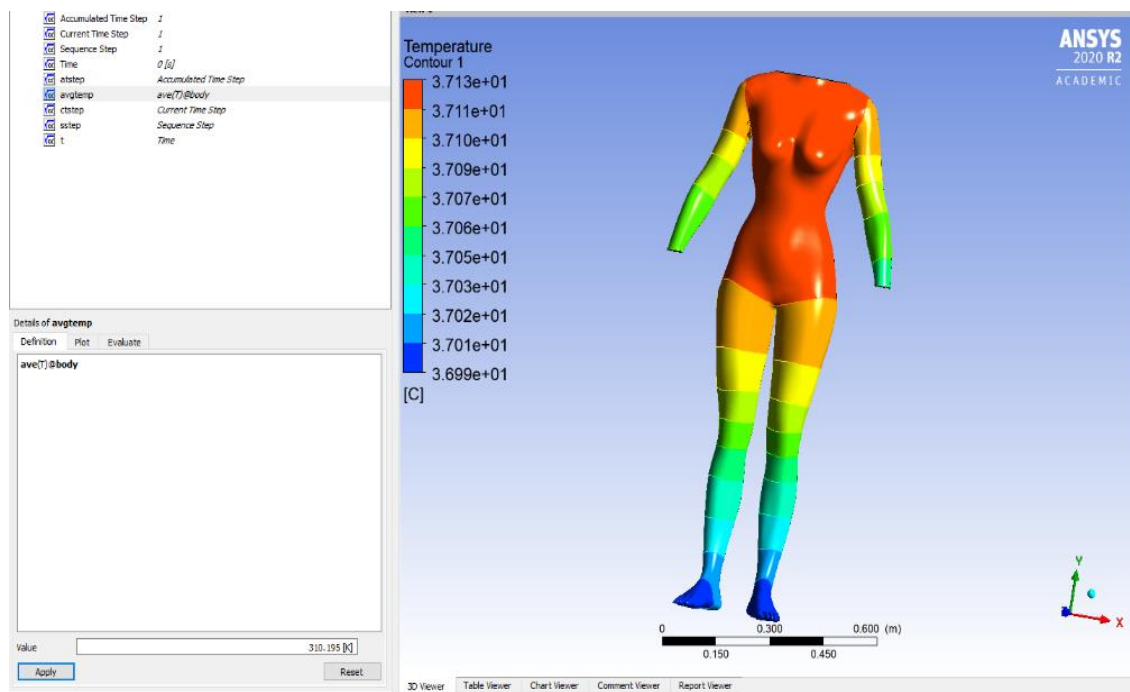 Accumulated Time Step 1
Current Time Step 1
Sequence Step 1
Time 0 [s]
atstep Accumulated Time Step
avgtemp ave(T)@body
ctstep Current Time Step
sstep Sequence Step
t Time
Details of avgtemp
Definition Plot Evaluate
ave(T)@body
Value 310.195 [K]
Apply Reset
Temperature
Contour 1
3.713e+01
3.711e+01
3.710e+01
3.709e+01
3.707e+01
3.706e+01
3.705e+01
3.703e+01
3.702e+01
3.701e+01
3.699e+01
[C]
ANSYS
2020 R2
ACADEMIC
0 0.300 0.600 (m)
0.150 0.450
Y
X
3D Viewer Table Viewer Chart Viewer Comment Viewer Report Viewer